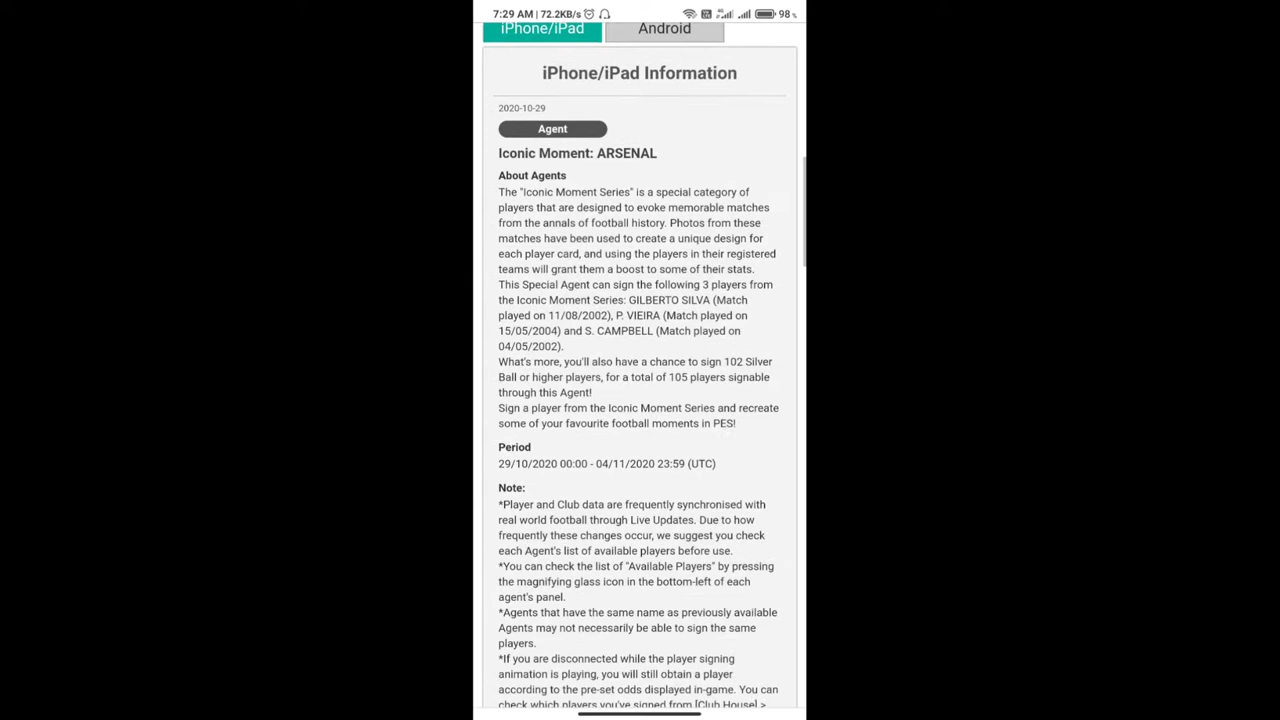 7:29 AM | 72.2KB/s
98%
iPhone/iPad Android
iPhone/iPad Information
2020-10-29
Agent
Iconic Moment: ARSENAL
About Agents
The "Iconic Moment Series" is a special category of
players that are designed to evoke memorable matches
from the annals of football history. Photos from these
matches have been used to create a unique design for
each player card, and using the players in their registered
teams will grant them a boost to some of their stats.
This Special Agent can sign the following 3 players from
the Iconic Moment Series: GILBERTO SILVA (Match
played on 11/08/2002), P. VIEIRA (Match played on
15/05/2004) and S. CAMPBELL (Match played on
04/05/2002).
What's more, you'll also have a chance to sign 102 Silver
Ball or higher players, for a total of 105 players signable
through this Agent!
Sign a player from the Iconic Moment Series and recreate
some of your favourite football moments in PES!
Period
29/10/2020 00:00 - 04/11/2020 23:59 (UTC)
Note:
*Player and Club data are frequently synchronised with
real world football through Live Updates. Due to how
frequently these changes occur, we suggest you check
each Agent's list of available players before use.
*You can check the list of "Available Players" by pressing
the magnifying glass icon in the bottom-left of each
agent's panel.
*Agents that have the same name as previously available
Agents may not necessarily be able to sign the same
players.
*If you are disconnected while the player signing
animation is playing, you will still obtain a player
according to the pre-set odds displayed in-game. You can
check which players you've signed from [Club House] >